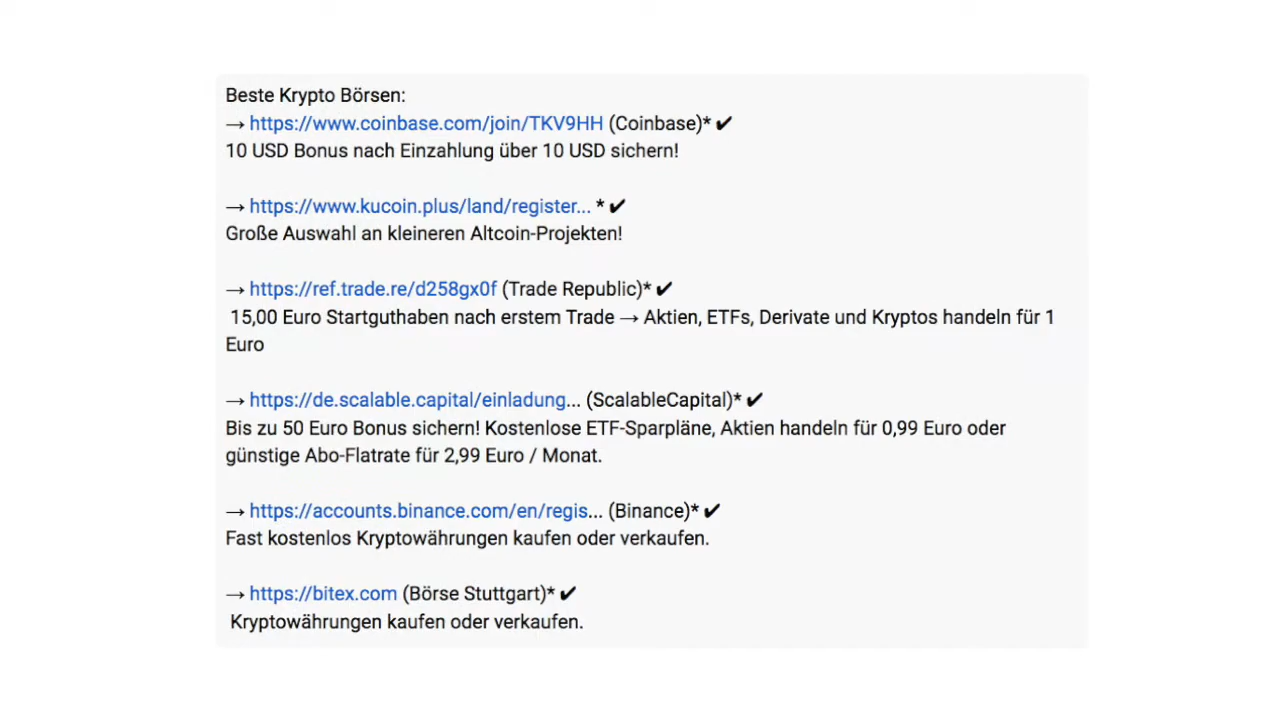 Beste Krypto Börsen:
→ https://www.coinbase.com/join/TKV9HH (Coinbase)* ✔
10 USD Bonus nach Einzahlung über 10 USD sichern!
→ https://www.kucoin.plus/land/register... * ✔
Große Auswahl an kleineren Altcoin-Projekten!
→ https://ref.trade.re/d258gx0f (Trade Republic)* ✔
15,00 Euro Startguthaben nach erstem Trade → Aktien, ETFs, Derivate und Kryptos handeln für 1
Euro
→ https://de.scalable.capital/einladung... (ScalableCapital)* ✔
Bis zu 50 Euro Bonus sichern! Kostenlose ETF-Sparpläne, Aktien handeln für 0,99 Euro oder
günstige Abo-Flatrate für 2,99 Euro / Monat.
→ https://accounts.binance.com/en/regis... (Binance)* ✔
Fast kostenlos Kryptowährungen kaufen oder verkaufen.
→ https://bitex.com (Börse Stuttgart)* ✔
Kryptowährungen kaufen oder verkaufen.